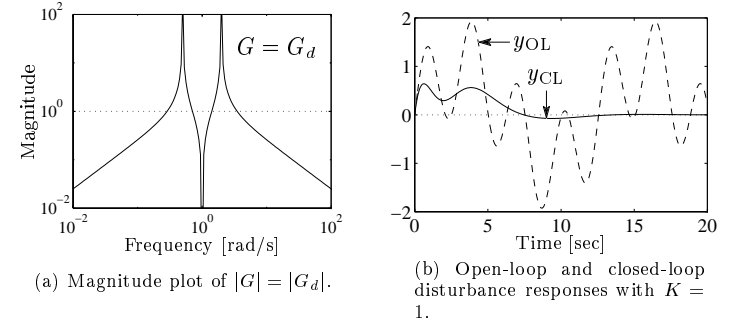 10^2
G = G_d
Magnitude
10^0
10^-2
10^-2
10^0
10^2
Frequency [rad/s]
(a) Magnitude plot of |G| = |G_d|.
2
y_OL
1
y_CL
0
−1
−2
0
5
10
15
20
Time [sec]
(b) Open-loop and closed-loop
disturbance responses with K =
1.